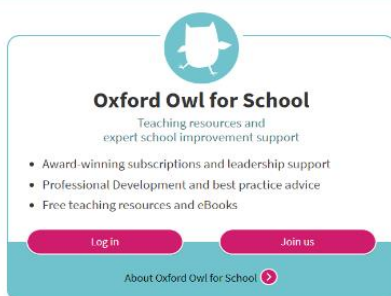 Oxford Owl for School
Teaching resources and
expert school improvement support
• Award-winning subscriptions and leadership support
• Professional Development and best practice advice
• Free teaching resources and eBooks
Log in
Join us
About Oxford Owl for School